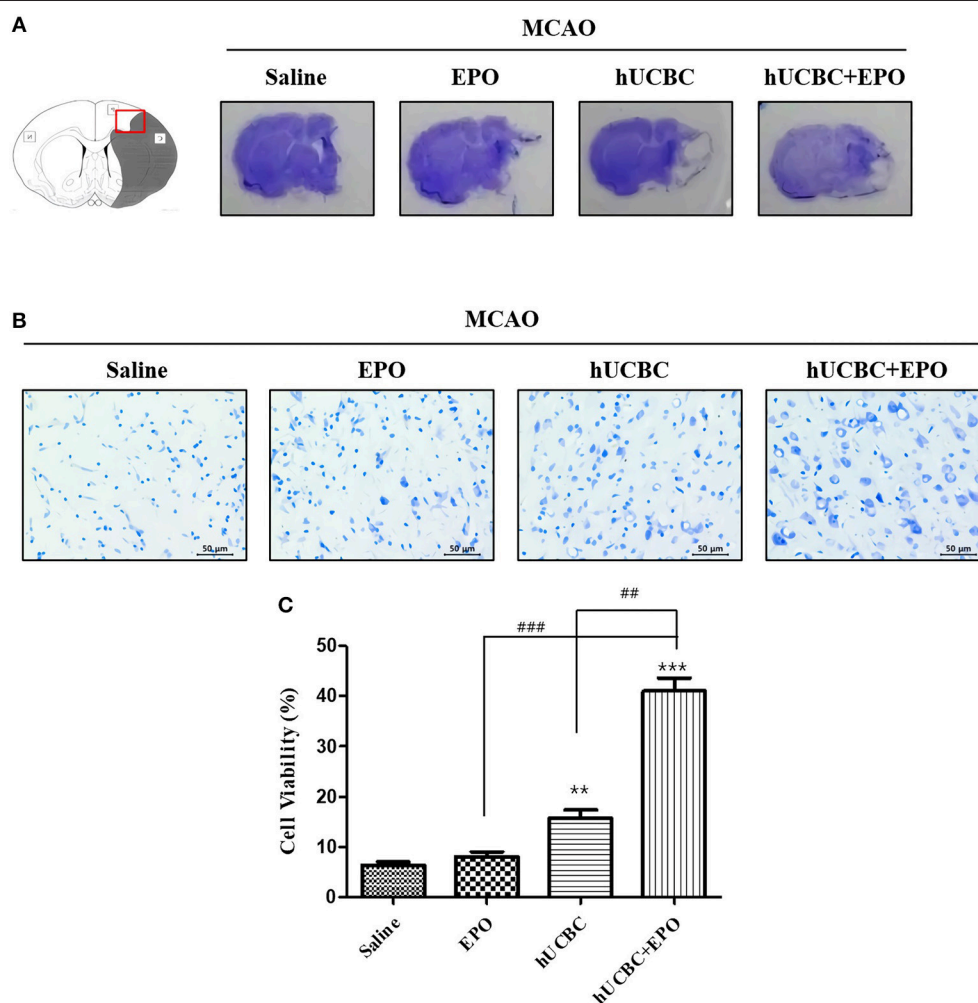 A
MCAO
Saline EPO hUCBC hUCBC+EPO
B
MCAO
Saline EPO hUCBC hUCBC+EPO
50 µm 50 µm 50 µm 50 µm
C
##
###
50
***
40
Cell Viability (%)
30
20
**
10
0
Saline EPO hUCBC hUCBC+EPO